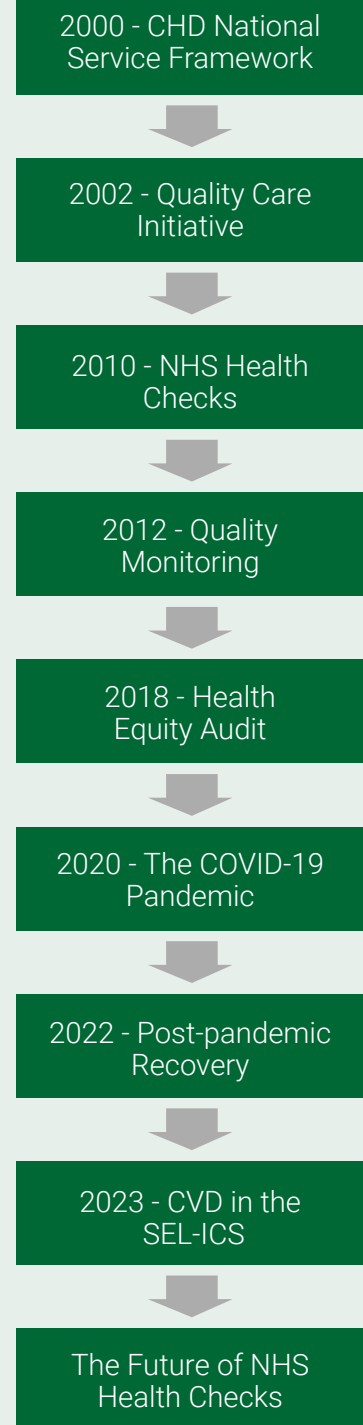 2000 - CHD National
Service Framework
2002 - Quality Care
Initiative
2010 - NHS Health
Checks
2012 - Quality
Monitoring
2018 - Health
Equity Audit
2020 - The COVID-19
Pandemic
2022 - Post-pandemic
Recovery
2023 - CVD in the
SEL-ICS
The Future of NHS
Health Checks